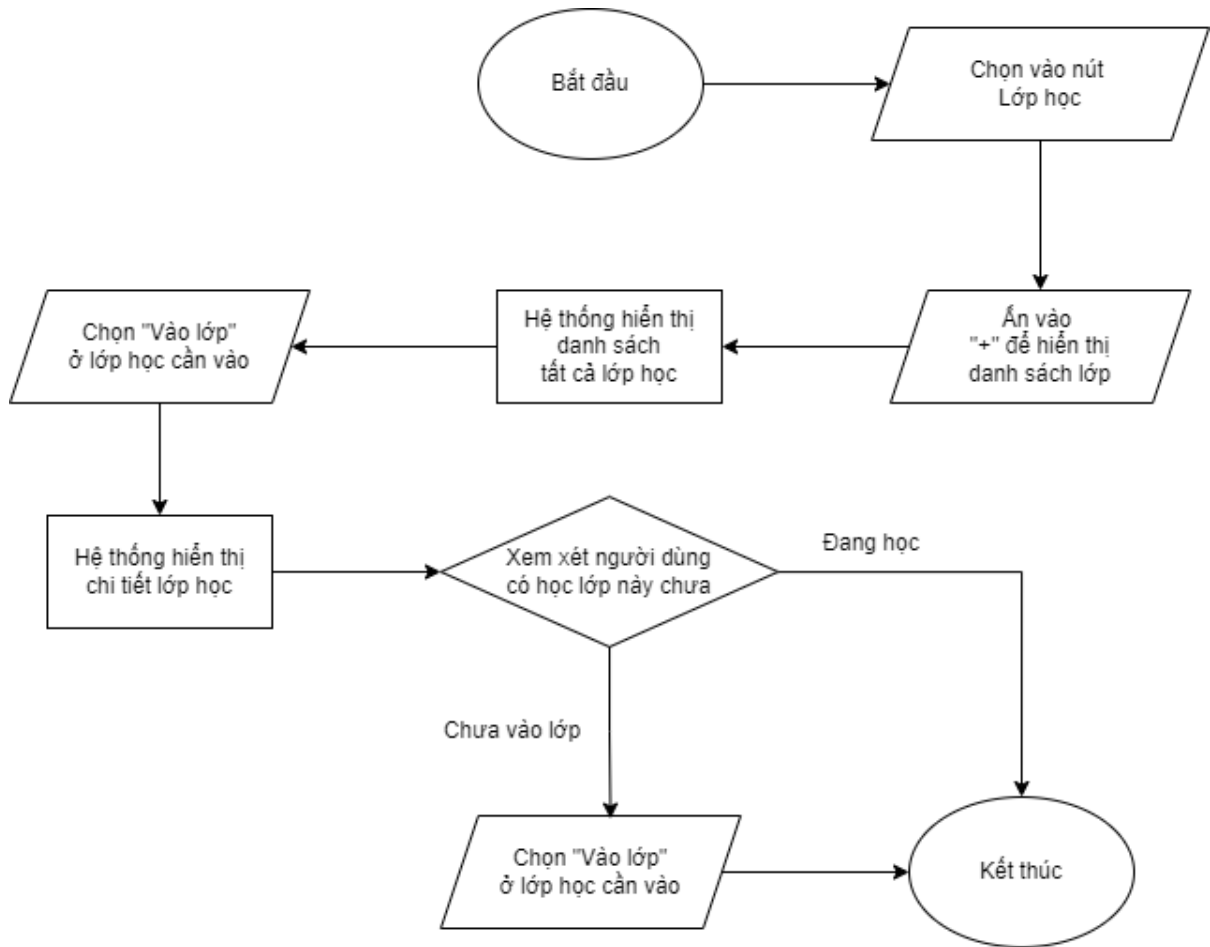 Bắt đầu
Chọn vào nút
Lớp học
Ấn vào
"+" để hiển thị
danh sách lớp
Hệ thống hiển thị
danh sách
tất cả lớp học
Chọn "Vào lớp"
ở lớp học cần vào
Hệ thống hiển thị
chi tiết lớp học
Xem xét người dùng
có học lớp này chưa
Đang học
Chưa vào lớp
Chọn "Vào lớp"
ở lớp học cần vào
Kết thúc